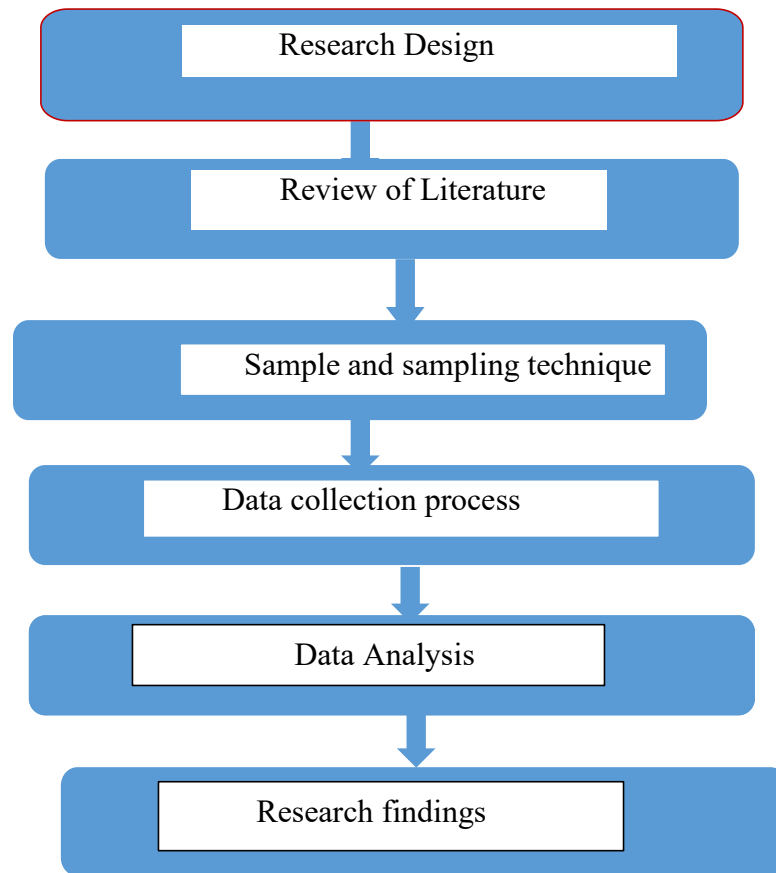 Research Design
Review of Literature
Sample and sampling technique
Data collection process
Data Analysis
Research findings